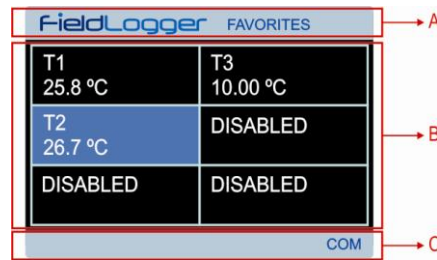 FieldLogger FAVORITES
A
T1
25.8 ºC
T3
10.00 ºC
T2
26.7 ºC
DISABLED
B
DISABLED
DISABLED
COM
C